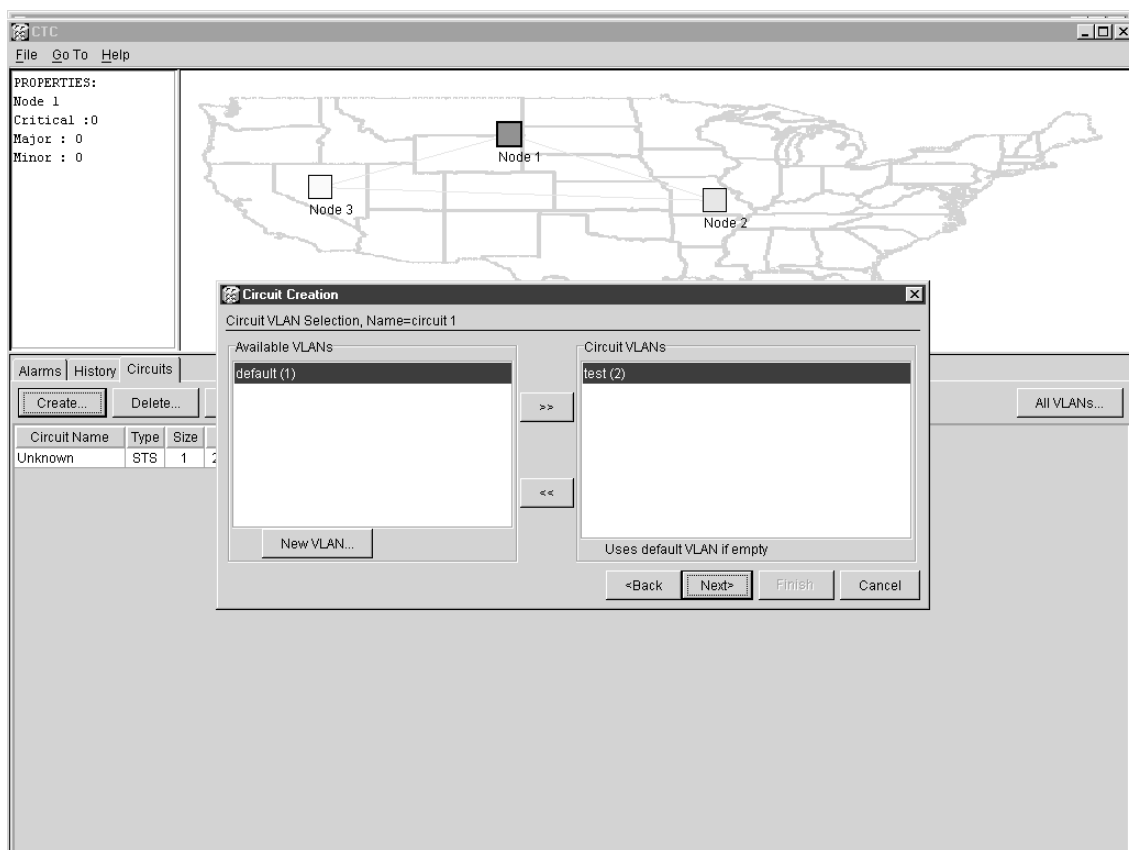 CTC
File Go To Help
PROPERTIES:
Node 1
Critical :0
Major : 0
Minor : 0
Node 1
Node 3
Node 2
Circuit Creation
Circuit VLAN Selection, Name=circuit 1
Available VLANs
Circuit VLANs
default (1)
test (2)
>>
<<
New VLAN...
Uses default VLAN if empty
<Back Next> Finish Cancel
Alarms History Circuits
Create... Delete... All VLANs...
Circuit Name Type Size
Unknown STS 1